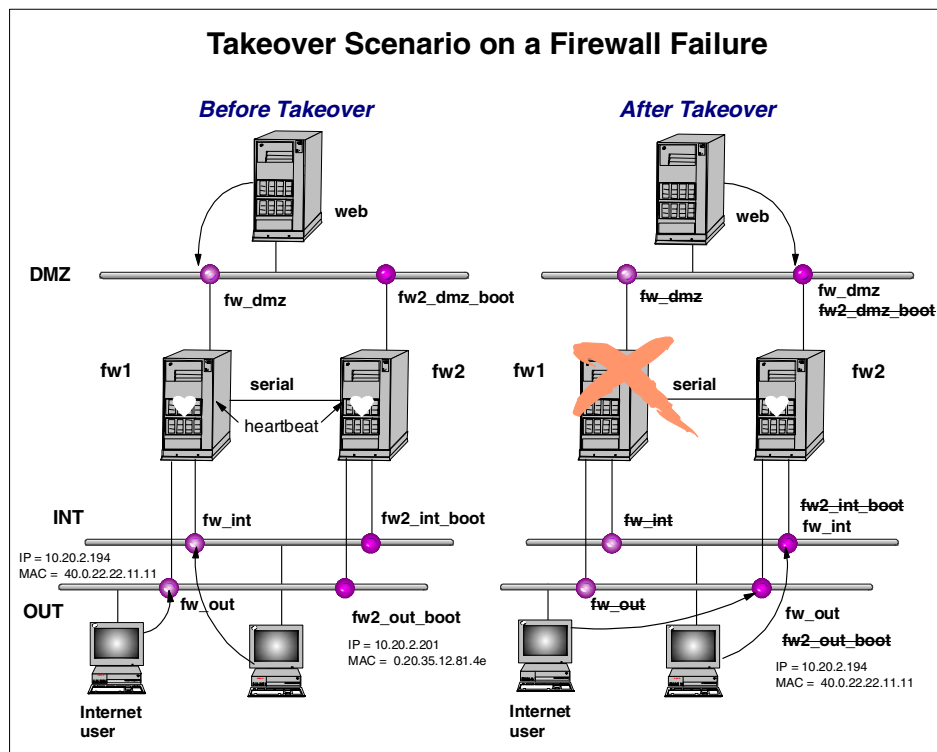 Takeover Scenario on a Firewall Failure
Before Takeover
web
DMZ
fw_dmz
fw2_dmz_boot
fw1
serial
fw2
heartbeat
INT
fw_int
fw2_int_boot
IP = 10.20.2.194
MAC = 40.0.22.22.11.11
OUT
fw_out
fw2_out_boot
IP = 10.20.2.201
MAC = 0.20.35.12.81.4e
Internet
user
After Takeover
web
fw_dmz
fw_dmz
fw2_dmz_boot
fw1
serial
fw2
fw_int
fw2_int_boot
fw_int
fw_out
fw_out
fw2_out_boot
IP = 10.20.2.194
MAC = 40.0.22.22.11.11
Internet
user